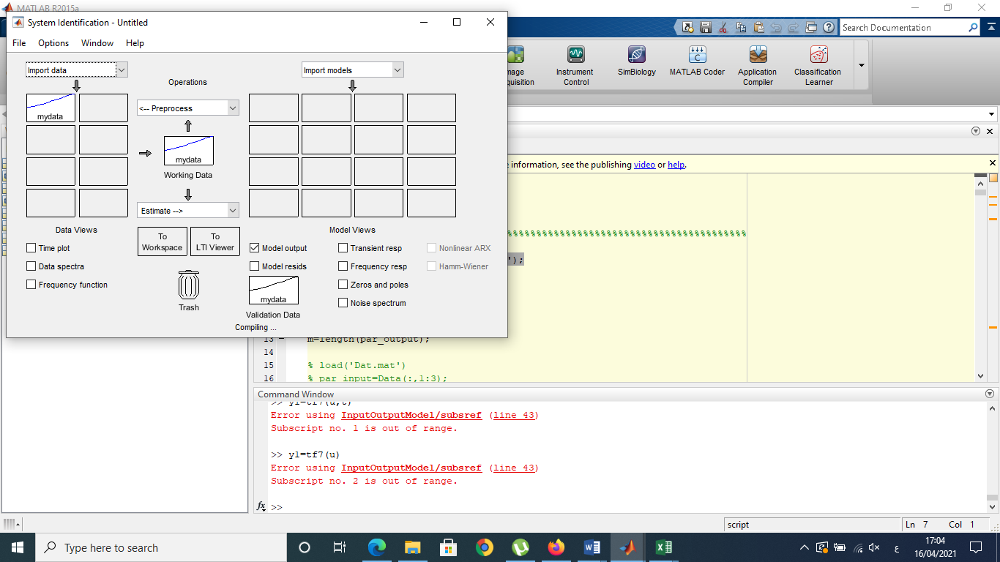 MATLAB R2015a
System Identification - Untitled
File Options Window Help
Import data
Import models
Operations
mydata
<-- Preprocess
mydata
Working Data
Estimate -->
Data Views
Model Views
To Workspace
To LTI Viewer
Time plot
Data spectra
Frequency function
Model output
Model resids
Transient resp
Frequency resp
Zeros and poles
Noise spectrum
Nonlinear ARX
Hamm-Wiener
Trash
mydata
Validation Data
Compiling ...
Search Documentation
Instrument Control
SimBiology
MATLAB Coder
Application Compiler
Classification Learner
information, see the publishing video or help.
%%%%%%%%%%%%%%%%%%%%%%%%%%%%%%%%%%%%%%%%%
');
13 m=length(par_output);
14
15 % load('Dat.mat')
16 % par input=Data(:,1:3);
Command Window
>> y1=tf7(u,t)
Error using InputOutputModel/subsref (line 43)
Subscript no. 1 is out of range.
>> y1=tf7(u)
Error using InputOutputModel/subsref (line 43)
Subscript no. 2 is out of range.
fx >>
script
Ln 7 Col 1
Type here to search
ع
17:04
16/04/2021